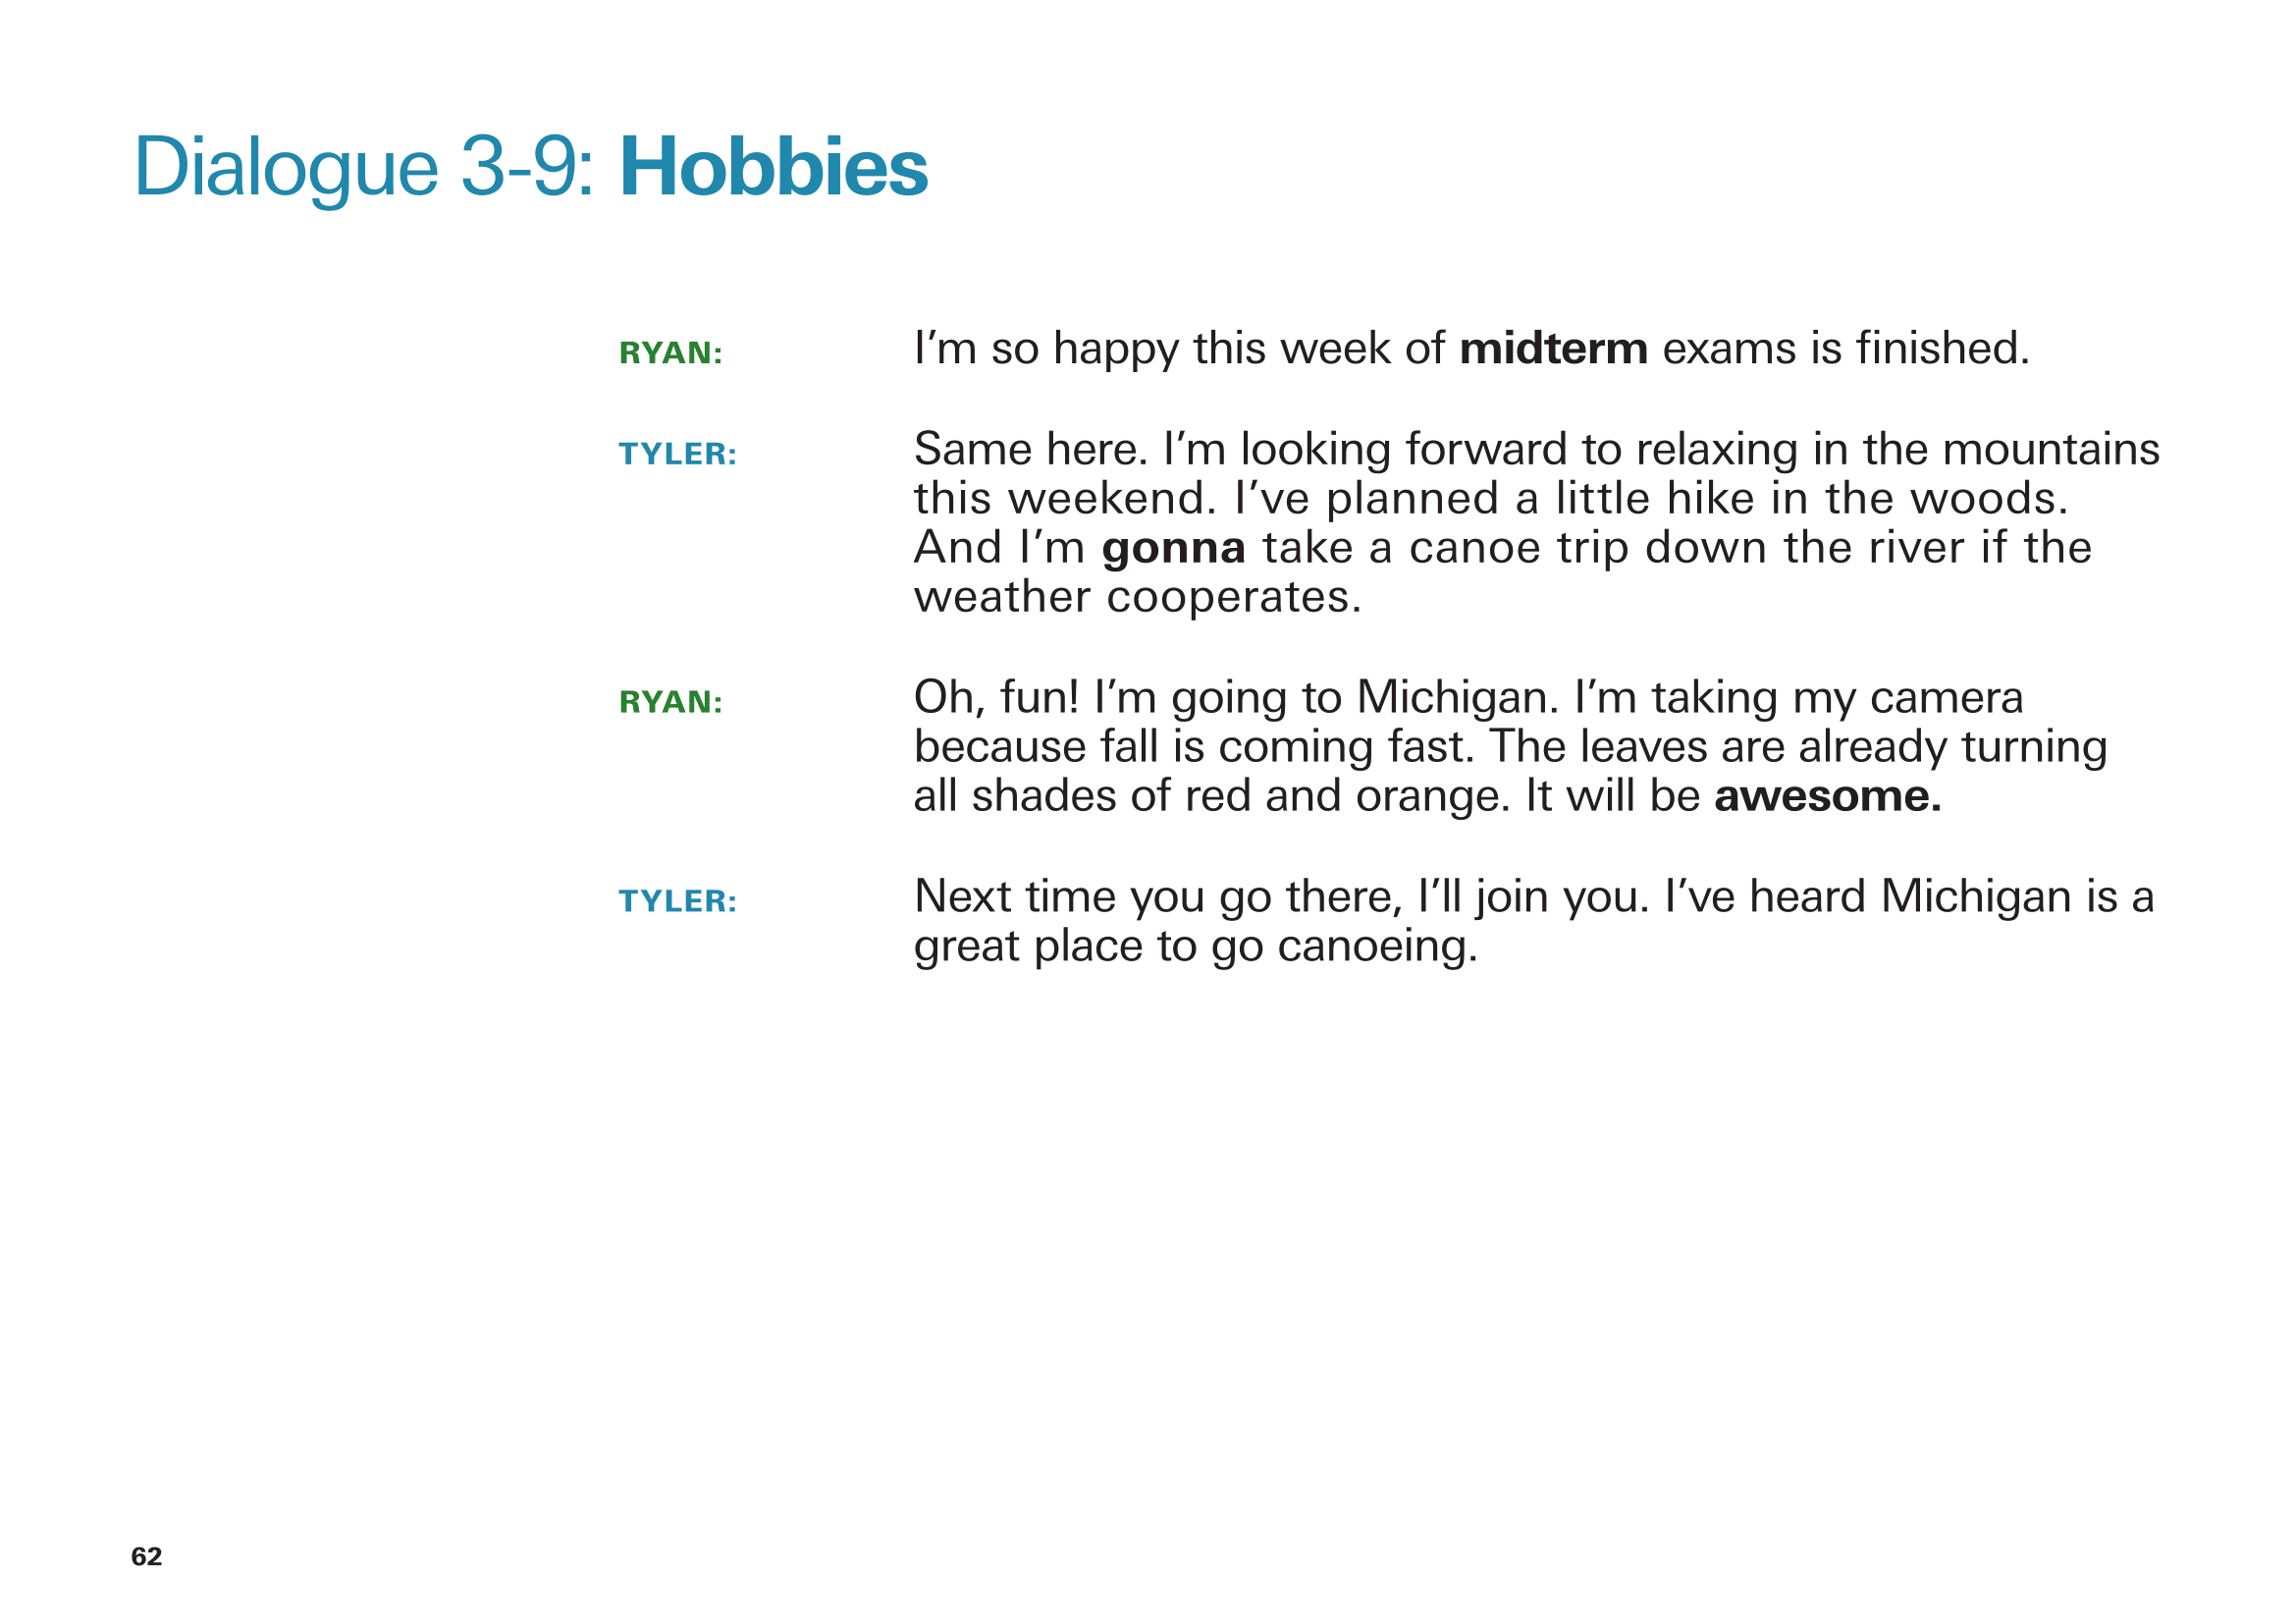 Dialogue 3-9: Hobbies
RYAN: I’m so happy this week of midterm exams is finished.
TYLER: Same here. I’m looking forward to relaxing in the mountains
this weekend. I’ve planned a little hike in the woods.
And I’m gonna take a canoe trip down the river if the
weather cooperates.
RYAN: Oh, fun! I’m going to Michigan. I’m taking my camera
because fall is coming fast. The leaves are already turning
all shades of red and orange. It will be awesome.
TYLER: Next time you go there, I’ll join you. I’ve heard Michigan is a
great place to go canoeing.
62